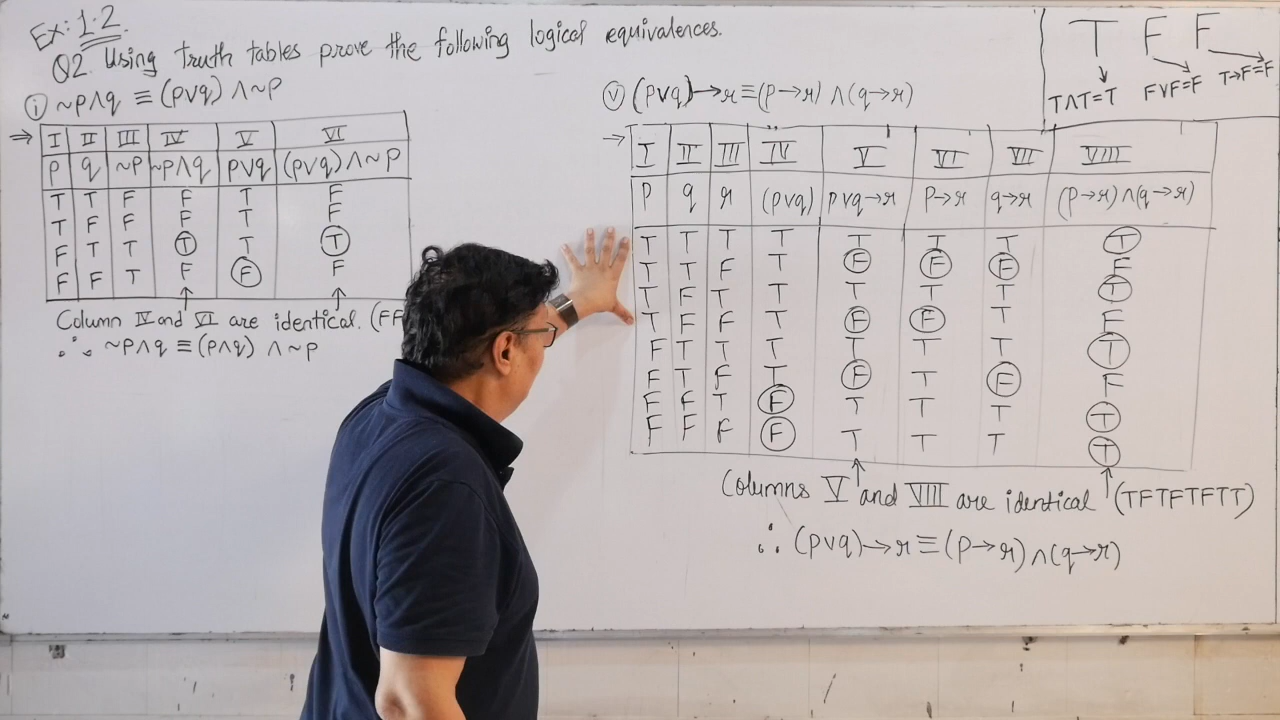 Ex: 1.2.
Q2. Using truth tables prove the following logical equivalences.
T F F
T∧T=T F∨F=F T→F=F
(i) ~p∧q ≡ (p∨q) ∧~p
⇒ I II III IV V VI
p q ~p ~p∧q p∨q (p∨q)∧~p
T T F F T F
T F F F T F
F T T T T T
F F T F F F
Column IV and VI are identical. (FF
∴ ~p∧q ≡ (p∧q) ∧~p
(v) (p∨q)→r ≡ (p→r) ∧(q→r)
→ I II III IV V VI VII VIII
p q r (p∨q) p∨q→r p→r q→r (p→r)∧(q→r)
T T T T T T T T
T T F T F F F F
T F T T T T T T
T F F T F F T F
F T T T T T T T
F T F T F T F F
F F T F T T T T
F F F F T T T T
Columns V and VIII are identical (TFTFTFTT)
∴ (p∨q)→r ≡ (p→r)∧(q→r)